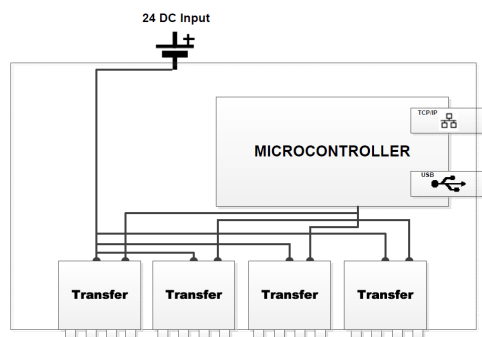 24 DC Input
TCP/IP
MICROCONTROLLER
USB
Transfer Transfer Transfer Transfer